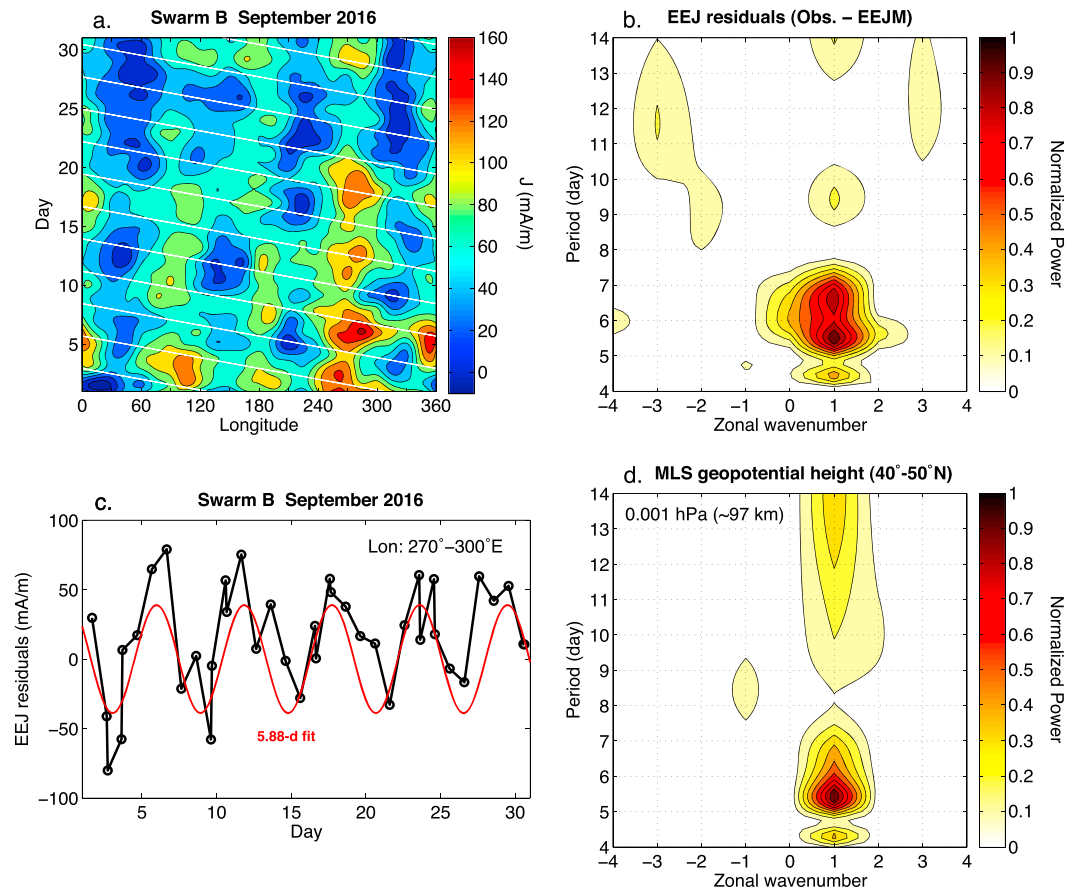 a. Swarm B September 2016
30
25
20
15
10
5
Day
0 60 120 180 240 300 360
Longitude
160
140
120
100
80
60
40
20
0
J (mA/m)
b. EEJ residuals (Obs. − EEJM)
14
13
12
11
10
9
8
7
6
5
4
Period (day)
−4 −3 −2 −1 0 1 2 3 4
Zonal wavenumber
1
0.9
0.8
0.7
0.6
0.5
0.4
0.3
0.2
0.1
0
Normalized Power
c. Swarm B September 2016
100
50
0
−50
−100
EEJ residuals (mA/m)
Lon: 270°−300°E
5.88-d fit
5 10 15 20 25 30
Day
d. MLS geopotential height (40°-50°N)
0.001 hPa (~97 km)
14
13
12
11
10
9
8
7
6
5
4
Period (day)
−4 −3 −2 −1 0 1 2 3 4
Zonal wavenumber
1
0.9
0.8
0.7
0.6
0.5
0.4
0.3
0.2
0.1
0
Normalized Power